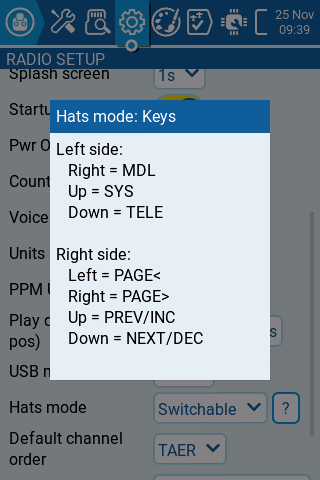 25 Nov
09:39
RADIO SETUP
Splash screen
1s
Hats mode: Keys
Left side:
Right = MDL
Up = SYS
Down = TELE
Right side:
Left = PAGE<
Right = PAGE>
Up = PREV/INC
Down = NEXT/DEC
Startu
Pwr O
Count
Voice
Units
PPM U
Play d
pos)
s
USB m
Hats mode
Switchable
?
Default channel
order
TAER